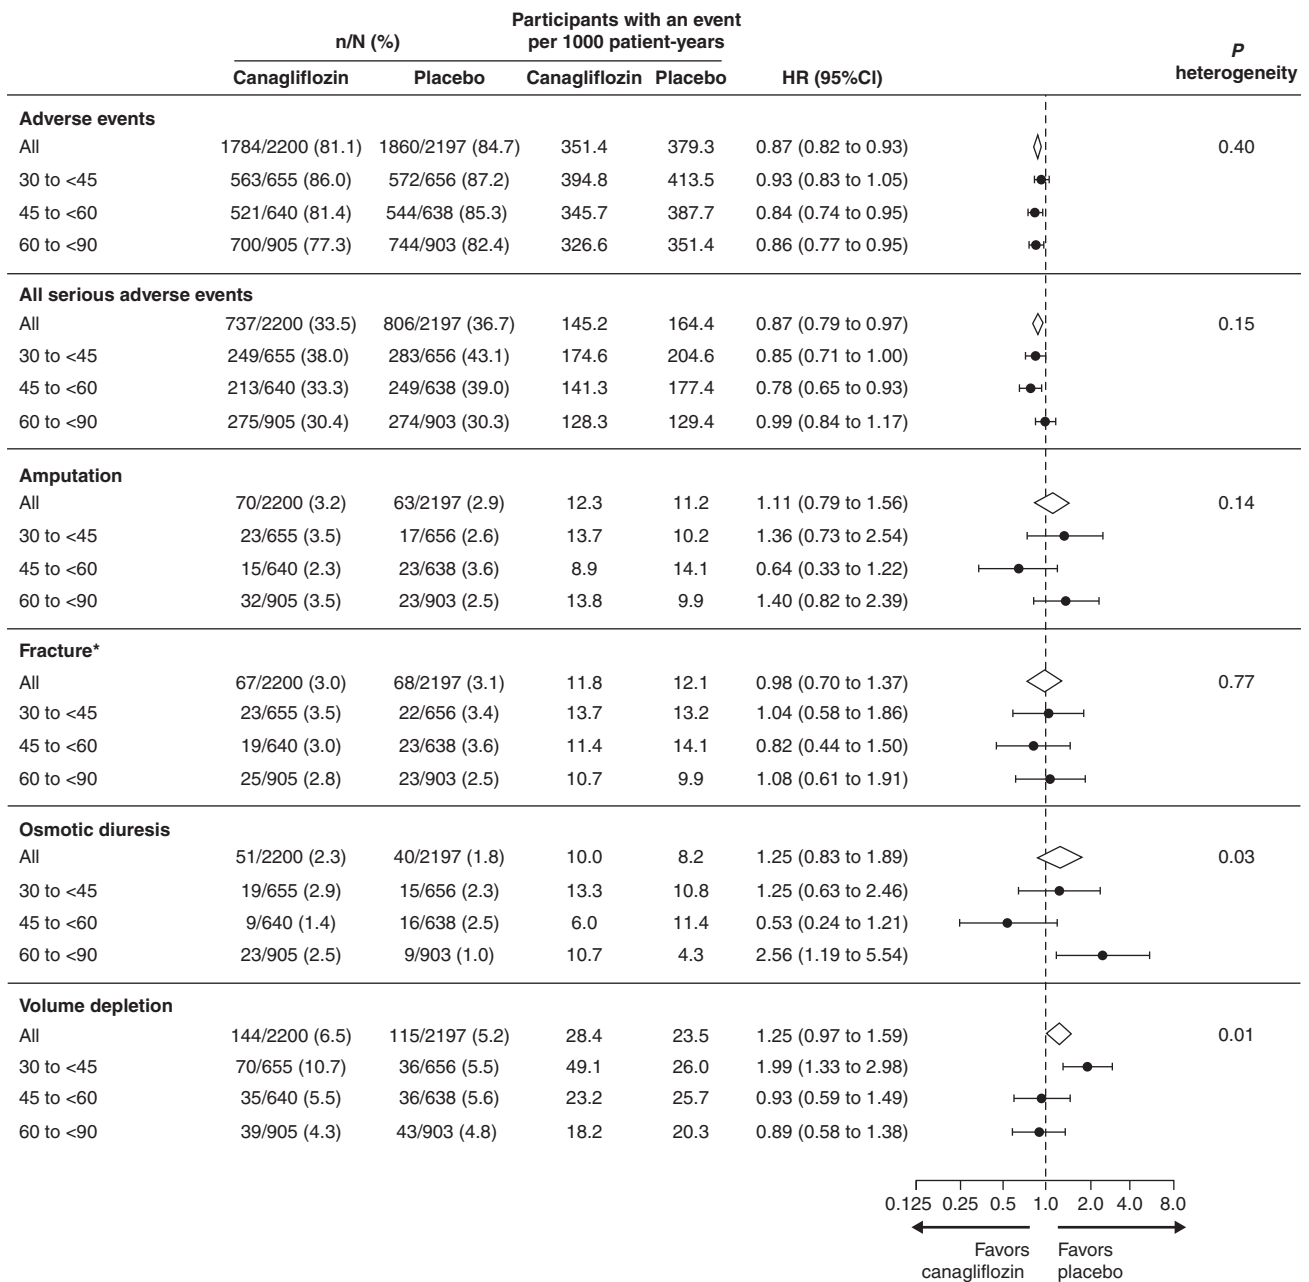 Participants with an event
n/N (%) per 1000 patient-years P
Canagliflozin Placebo Canagliflozin Placebo HR (95%CI) heterogeneity
Adverse events
All 1784/2200 (81.1) 1860/2197 (84.7) 351.4 379.3 0.87 (0.82 to 0.93) 0.40
30 to <45 563/655 (86.0) 572/656 (87.2) 394.8 413.5 0.93 (0.83 to 1.05)
45 to <60 521/640 (81.4) 544/638 (85.3) 345.7 387.7 0.84 (0.74 to 0.95)
60 to <90 700/905 (77.3) 744/903 (82.4) 326.6 351.4 0.86 (0.77 to 0.95)
All serious adverse events
All 737/2200 (33.5) 806/2197 (36.7) 145.2 164.4 0.87 (0.79 to 0.97) 0.15
30 to <45 249/655 (38.0) 283/656 (43.1) 174.6 204.6 0.85 (0.71 to 1.00)
45 to <60 213/640 (33.3) 249/638 (39.0) 141.3 177.4 0.78 (0.65 to 0.93)
60 to <90 275/905 (30.4) 274/903 (30.3) 128.3 129.4 0.99 (0.84 to 1.17)
Amputation
All 70/2200 (3.2) 63/2197 (2.9) 12.3 11.2 1.11 (0.79 to 1.56) 0.14
30 to <45 23/655 (3.5) 17/656 (2.6) 13.7 10.2 1.36 (0.73 to 2.54)
45 to <60 15/640 (2.3) 23/638 (3.6) 8.9 14.1 0.64 (0.33 to 1.22)
60 to <90 32/905 (3.5) 23/903 (2.5) 13.8 9.9 1.40 (0.82 to 2.39)
Fracture*
All 67/2200 (3.0) 68/2197 (3.1) 11.8 12.1 0.98 (0.70 to 1.37) 0.77
30 to <45 23/655 (3.5) 22/656 (3.4) 13.7 13.2 1.04 (0.58 to 1.86)
45 to <60 19/640 (3.0) 23/638 (3.6) 11.4 14.1 0.82 (0.44 to 1.50)
60 to <90 25/905 (2.8) 23/903 (2.5) 10.7 9.9 1.08 (0.61 to 1.91)
Osmotic diuresis
All 51/2200 (2.3) 40/2197 (1.8) 10.0 8.2 1.25 (0.83 to 1.89) 0.03
30 to <45 19/655 (2.9) 15/656 (2.3) 13.3 10.8 1.25 (0.63 to 2.46)
45 to <60 9/640 (1.4) 16/638 (2.5) 6.0 11.4 0.53 (0.24 to 1.21)
60 to <90 23/905 (2.5) 9/903 (1.0) 10.7 4.3 2.56 (1.19 to 5.54)
Volume depletion
All 144/2200 (6.5) 115/2197 (5.2) 28.4 23.5 1.25 (0.97 to 1.59) 0.01
30 to <45 70/655 (10.7) 36/656 (5.5) 49.1 26.0 1.99 (1.33 to 2.98)
45 to <60 35/640 (5.5) 36/638 (5.6) 23.2 25.7 0.93 (0.59 to 1.49)
60 to <90 39/905 (4.3) 43/903 (4.8) 18.2 20.3 0.89 (0.58 to 1.38)
0.125 0.25 0.5 1.0 2.0 4.0 8.0
Favors Favors
canagliflozin placebo